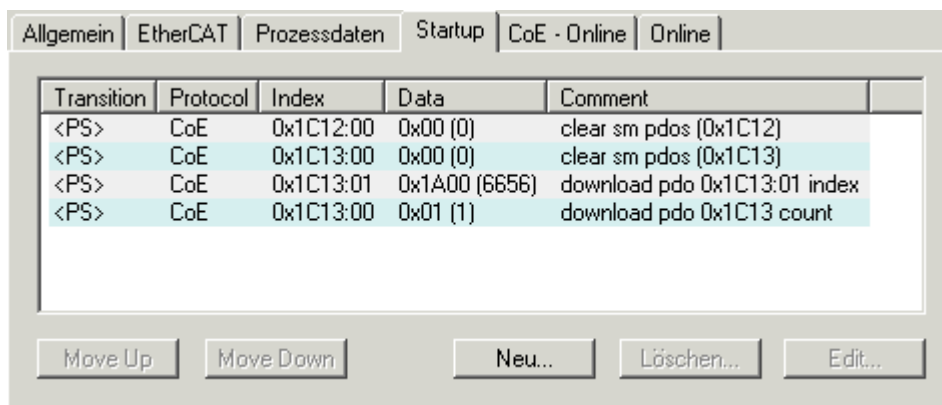 Allgemein EtherCAT Prozessdaten Startup CoE - Online Online
Transition Protocol Index Data Comment
<PS> CoE 0x1C12:00 0x00 (0) clear sm pdos (0x1C12)
<PS> CoE 0x1C13:00 0x00 (0) clear sm pdos (0x1C13)
<PS> CoE 0x1C13:01 0x1A00 (6656) download pdo 0x1C13:01 index
<PS> CoE 0x1C13:00 0x01 (1) download pdo 0x1C13 count
Move Up Move Down Neu... Löschen... Edit...